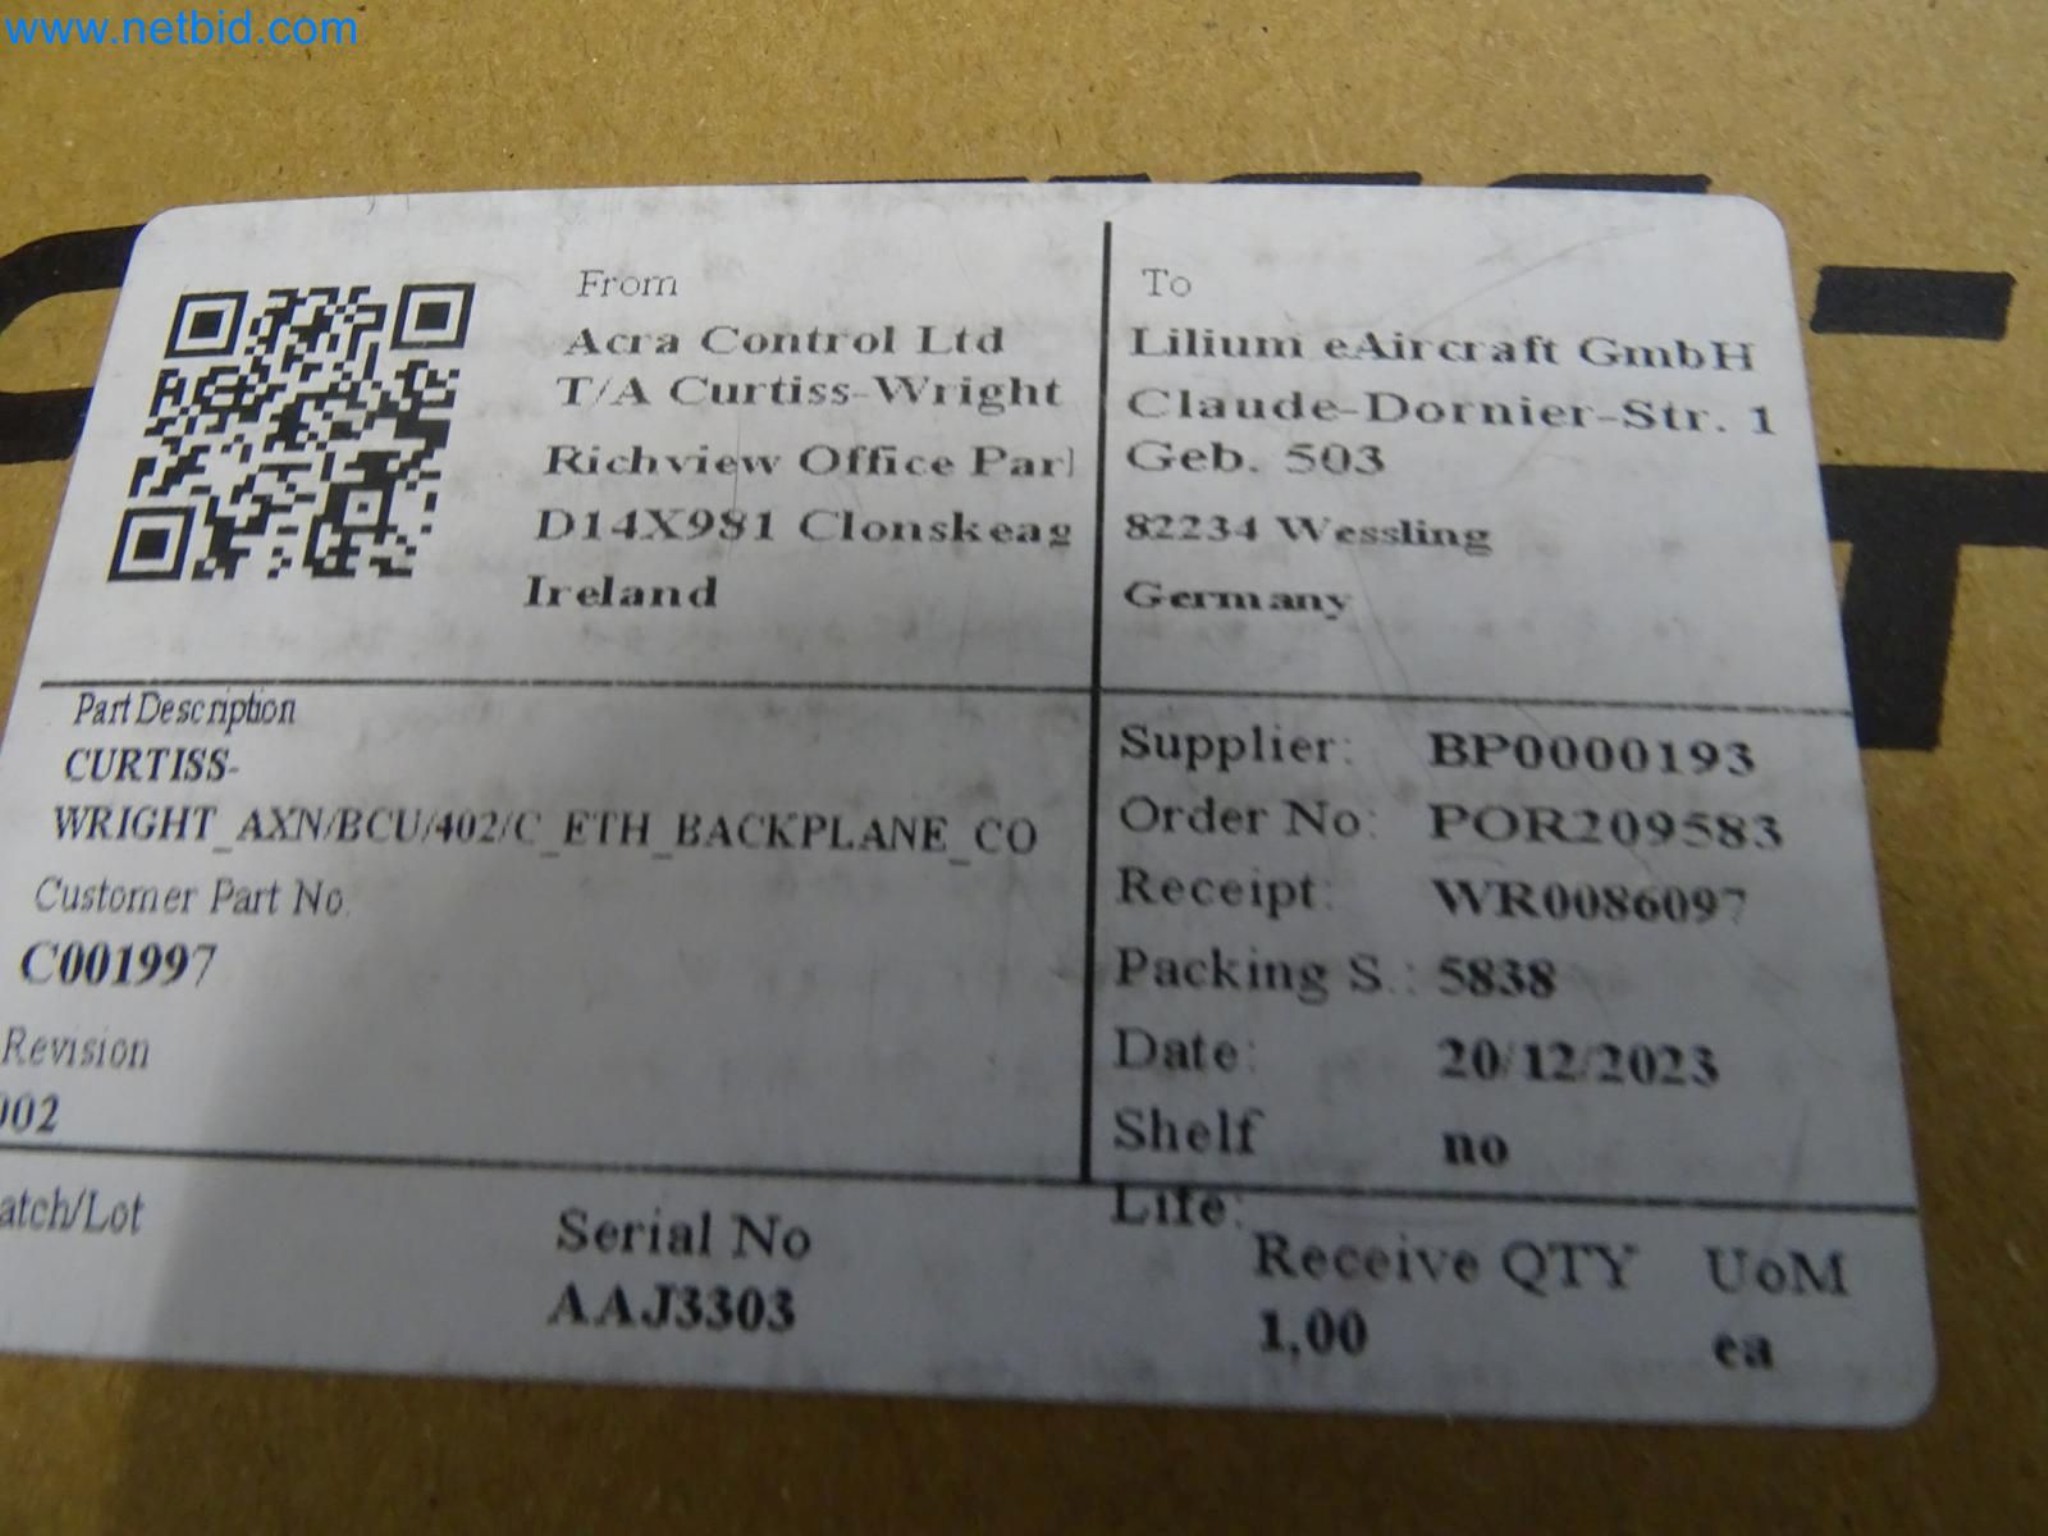 www.netbid.com
From
Acra Control Ltd
T/A Curtiss-Wright
Richview Office Par
D14X981 Clonskeag
Ireland
To
Lilium eAircraft GmbH
Claude-Dornier-Str. 1
Geb. 503
82234 Wessling
Germany
Part Description
CURTISS-
WRIGHT_AXN/BCU/402/C_ETH_BACKPLANE_CO
Customer Part No.
C001997
Revision
002
Supplier: BP0000193
Order No: POR209583
Receipt: WR0086097
Packing S.: 5838
Date: 20/12/2023
Shelf no
Life:
atch/Lot
Serial No
AAJ3303
Receive QTY
1,00
UoM
ea